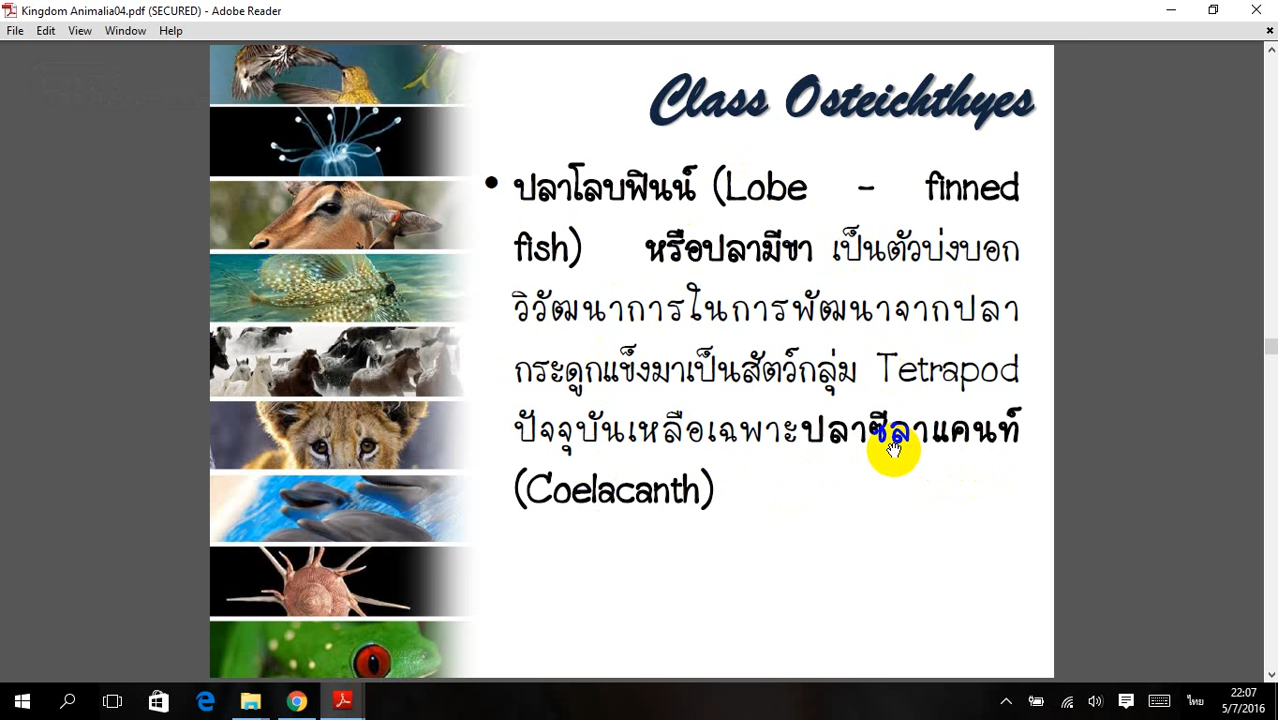 Kingdom Animalia04.pdf (SECURED) - Adobe Reader
File Edit View Window Help
Class Osteichthyes
• ปลาโลบฟินน์ (Lobe - finned
fish) หรือปลามีขา เป็นตัวบ่งบอก
วิวัฒนาการในการพัฒนาจากปลา
กระดูกแข็งมาเป็นสัตว์กลุ่ม Tetrapod
ปัจจุบันเหลือเฉพาะปลาซีลาแคนท์
(Coelacanth)
ไทย
22:07
5/7/2016